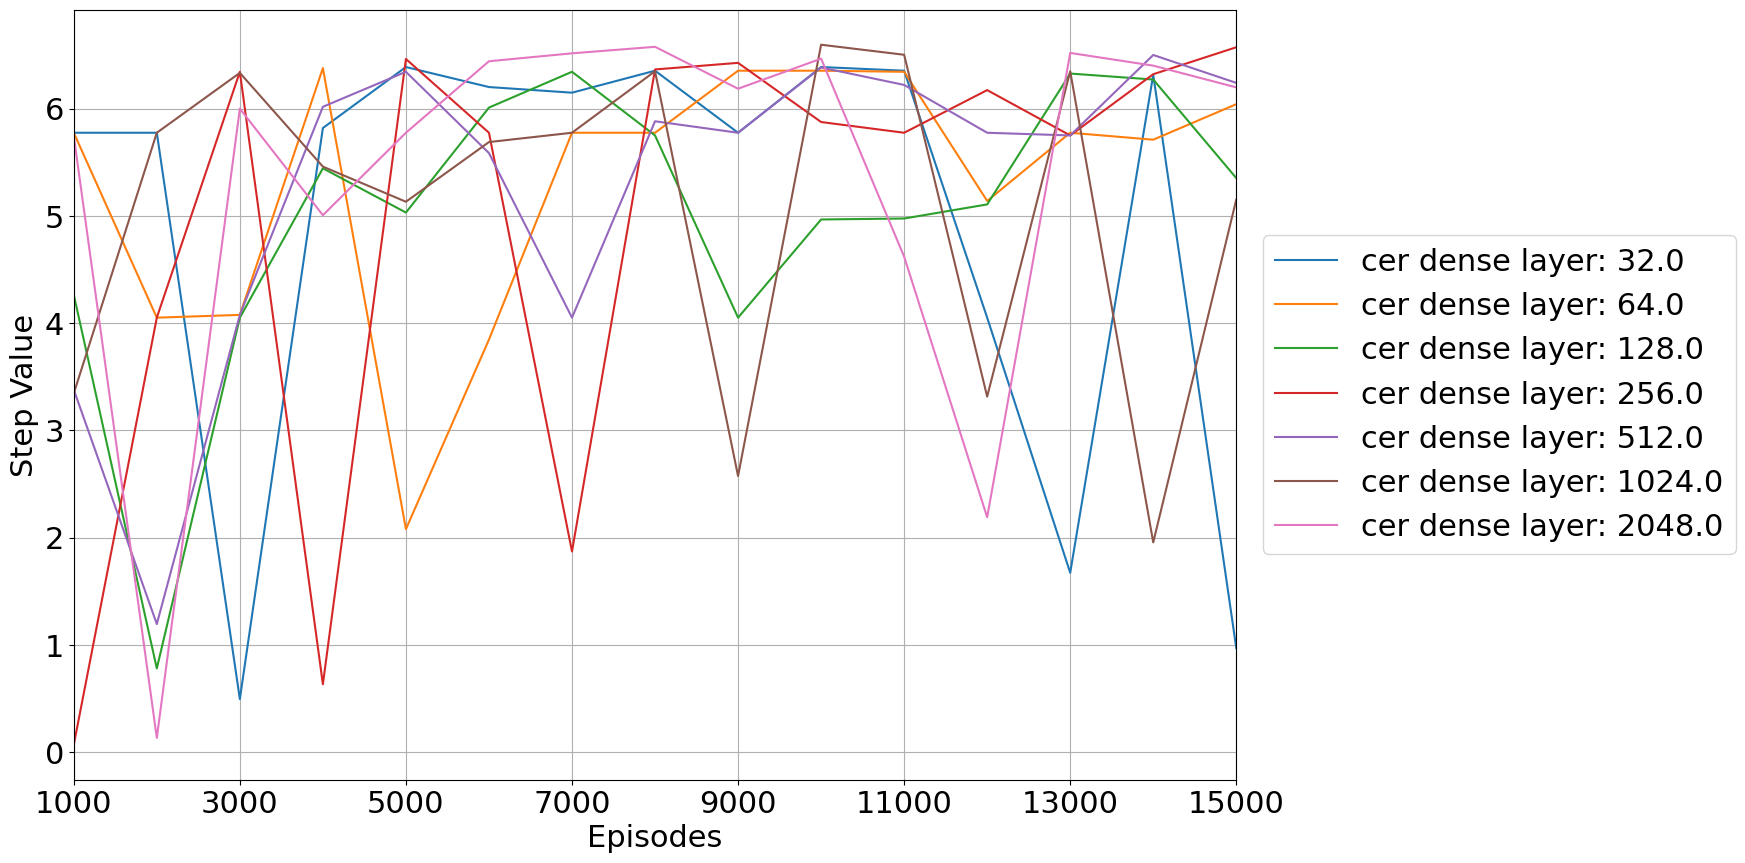 6
5
4
3
2
1
0
Step Value
1000 3000 5000 7000 9000 11000 13000 15000
Episodes
cer dense layer: 32.0
cer dense layer: 64.0
cer dense layer: 128.0
cer dense layer: 256.0
cer dense layer: 512.0
cer dense layer: 1024.0
cer dense layer: 2048.0